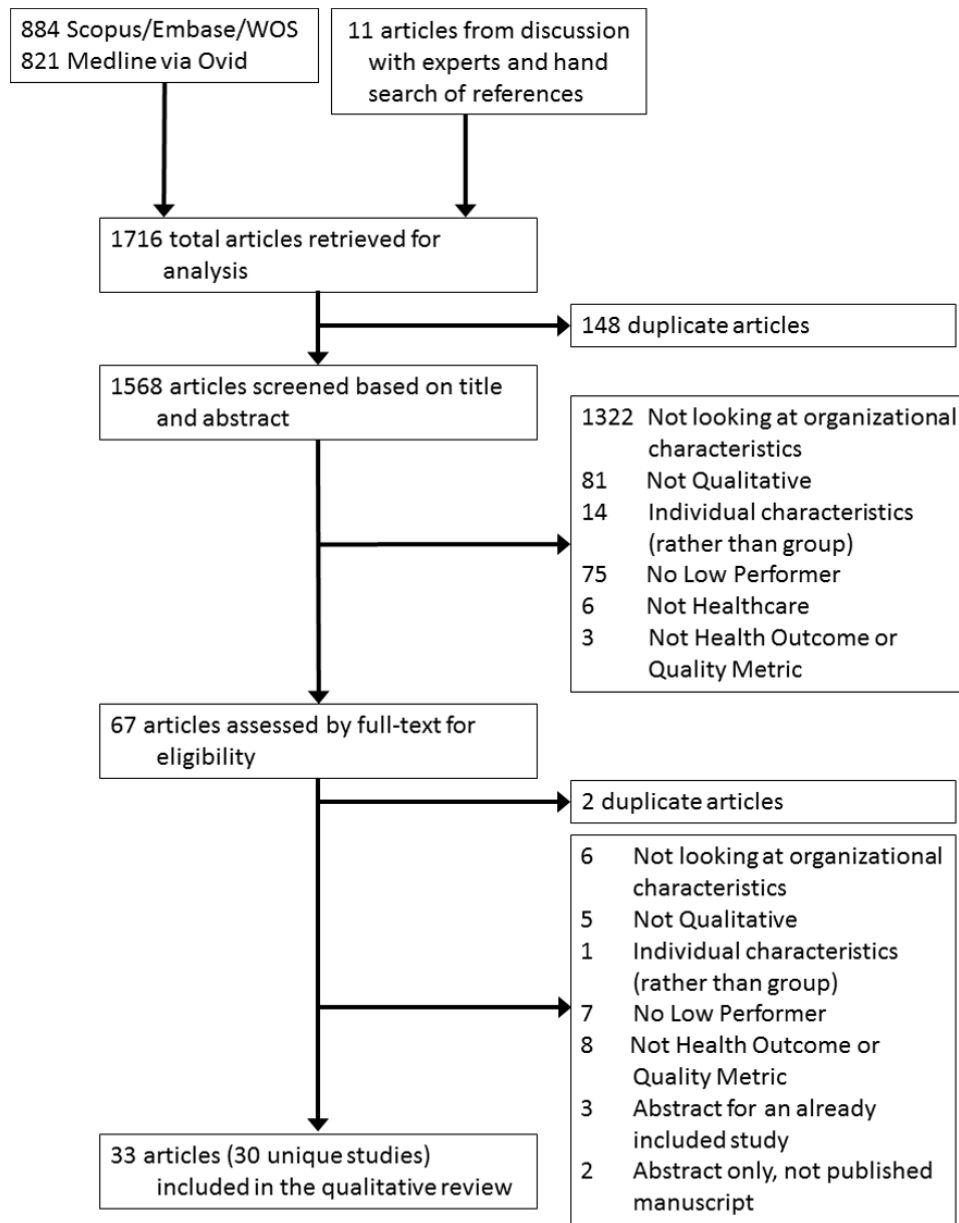 884 Scopus/Embase/WOS
821 Medline via Ovid
11 articles from discussion
with experts and hand
search of references
1716 total articles retrieved for
analysis
148 duplicate articles
1568 articles screened based on title
and abstract
1322 Not looking at organizational
characteristics
81 Not Qualitative
14 Individual characteristics
(rather than group)
75 No Low Performer
6 Not Healthcare
3 Not Health Outcome or
Quality Metric
67 articles assessed by full-text for
eligibility
2 duplicate articles
6 Not looking at organizational
characteristics
5 Not Qualitative
1 Individual characteristics
(rather than group)
7 No Low Performer
8 Not Health Outcome or
Quality Metric
3 Abstract for an already
included study
2 Abstract only, not published
manuscript
33 articles (30 unique studies)
included in the qualitative review